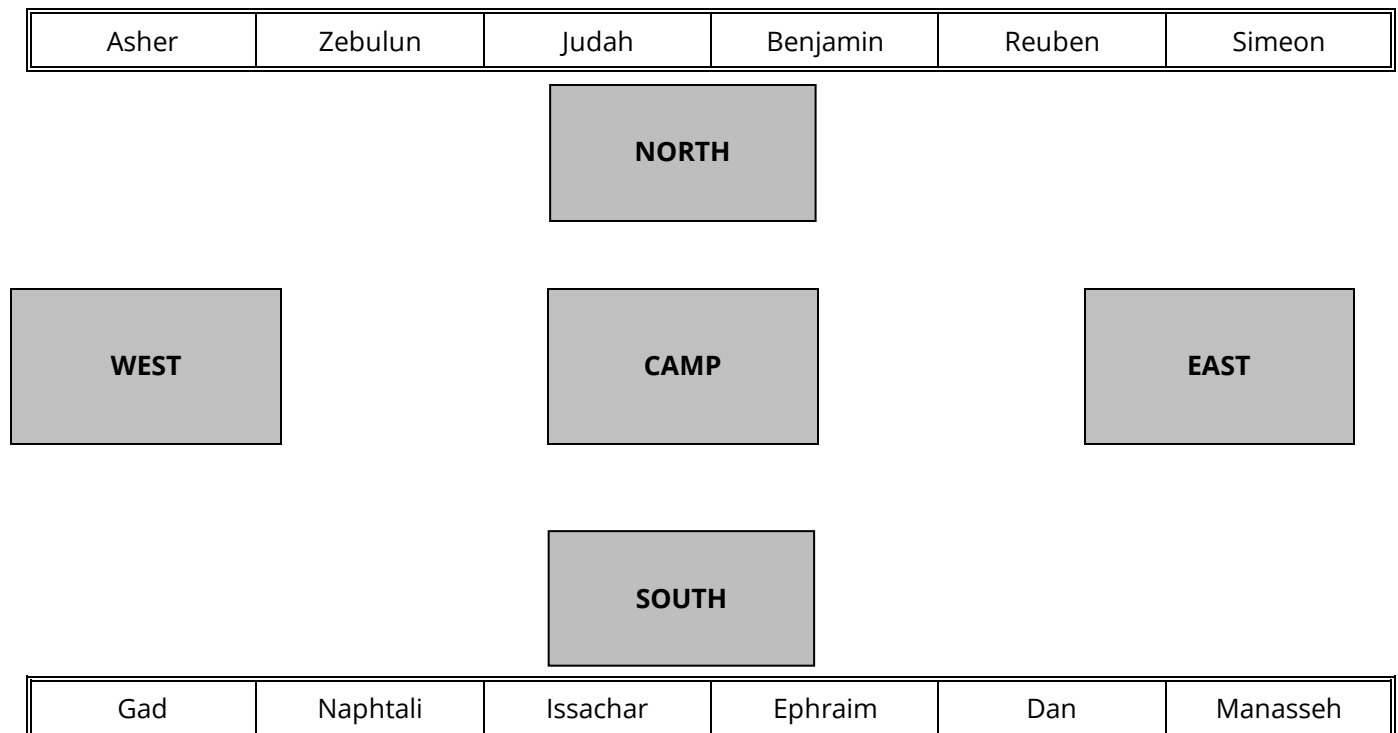 Asher Zebulun Judah Benjamin Reuben Simeon
NORTH
WEST CAMP EAST
SOUTH
Gad Naphtali Issachar Ephraim Dan Manasseh